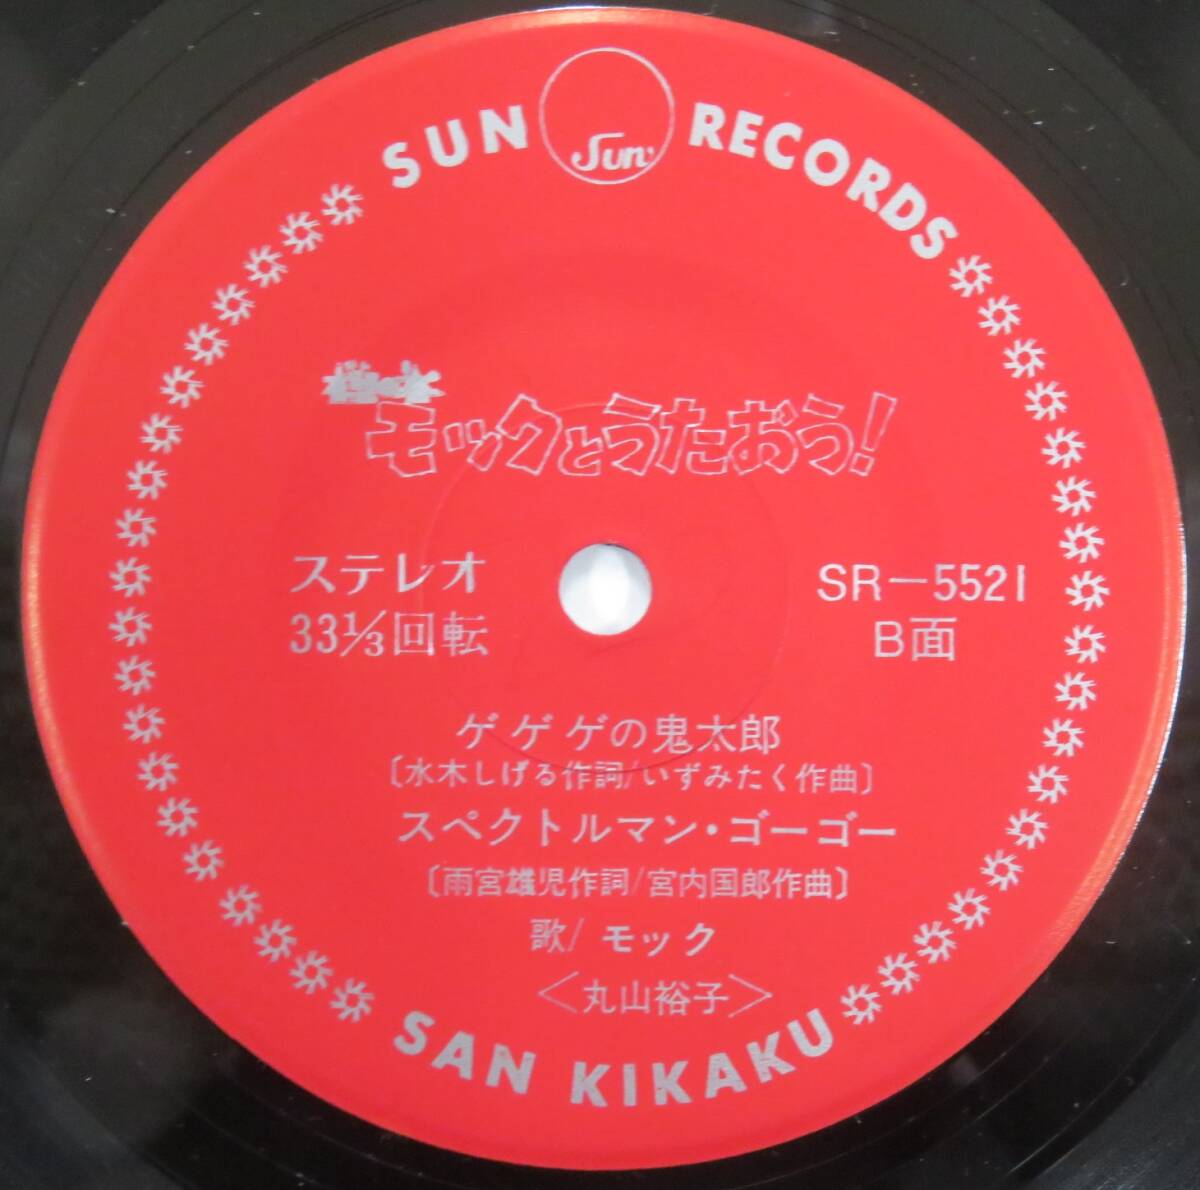 SUN RECORDS
Sun
モックとうたおう!
ステレオ
33⅓回転
SR-5521
B面
ゲゲゲの鬼太郎
〔水木しげる作詞/いずみたく作曲〕
スペクトルマン・ゴーゴー
〔雨宮雄児作詞/宮内国郎作曲〕
歌/モック
〈丸山裕子〉
SAN KIKAKU